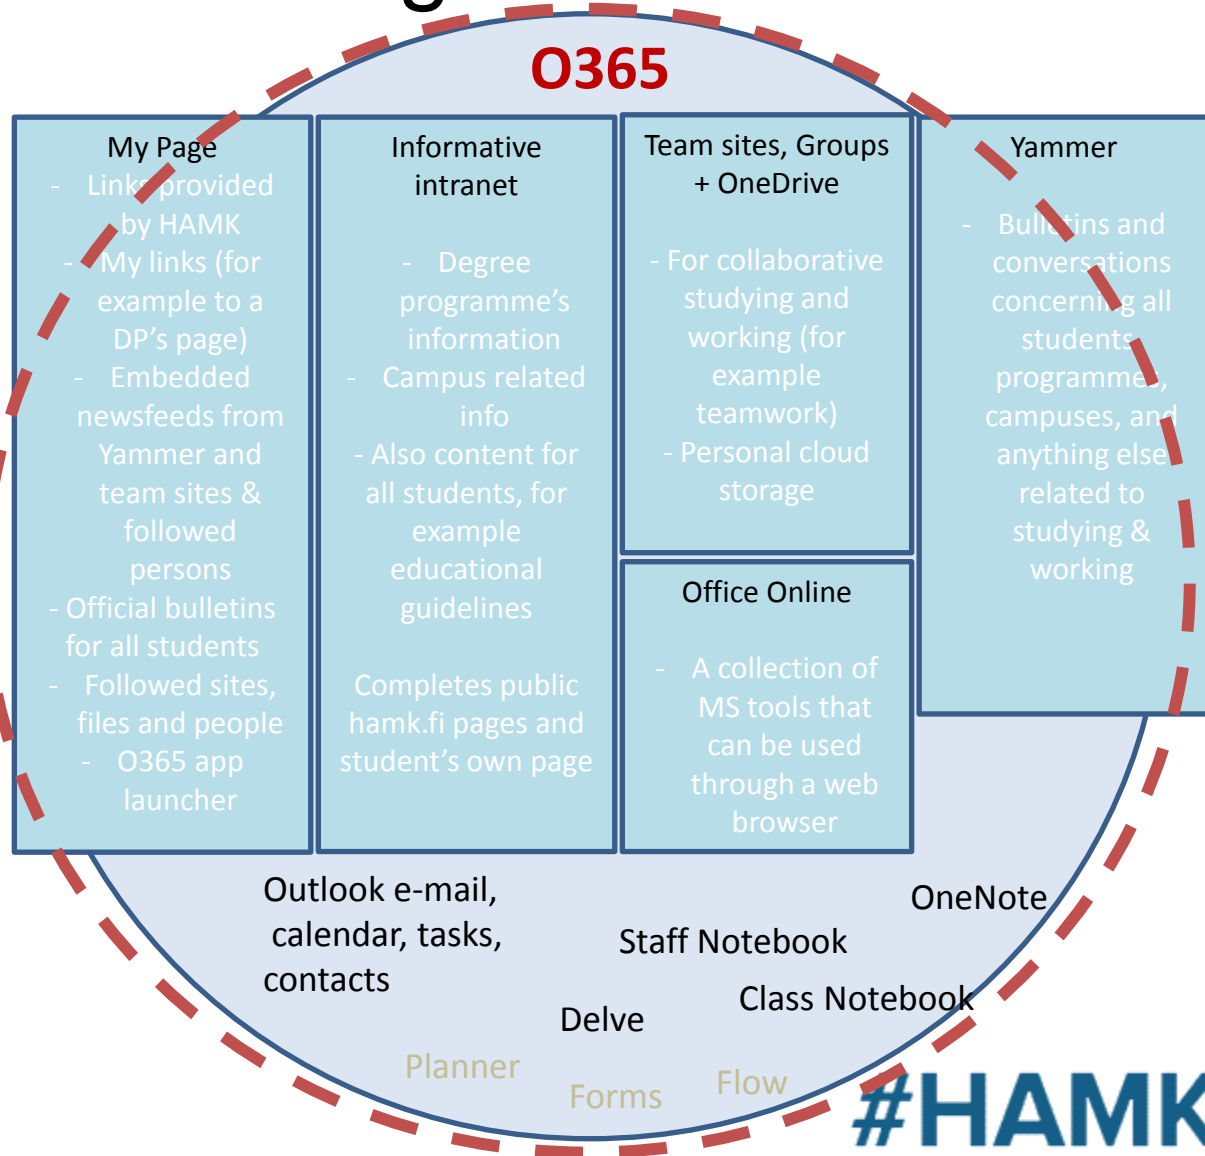 O365
My Page
- Links provided
by HAMK
- My links (for
example to a
DP's page)
- Embedded
newsfeeds from
Yammer and
team sites &
followed
persons
- Official bulletins
for all students
- Followed sites,
files and people
- O365 app
launcher
Informative
intranet
- Degree
programme's
information
- Campus related
info
- Also content for
all students, for
example
educational
guidelines
Completes public
hamk.fi pages and
student's own page
Team sites, Groups
+ OneDrive
- For collaborative
studying and
working (for
example
teamwork)
- Personal cloud
storage
Office Online
- A collection of
MS tools that
can be used
through a web
browser
Yammer
- Bulletins and
conversations
concerning all
students,
programmes,
campuses, and
anything else
related to
studying &
working
Outlook e-mail,
calendar, tasks,
contacts
OneNote
Staff Notebook
Class Notebook
Delve
Planner
Forms
Flow
#HAMK